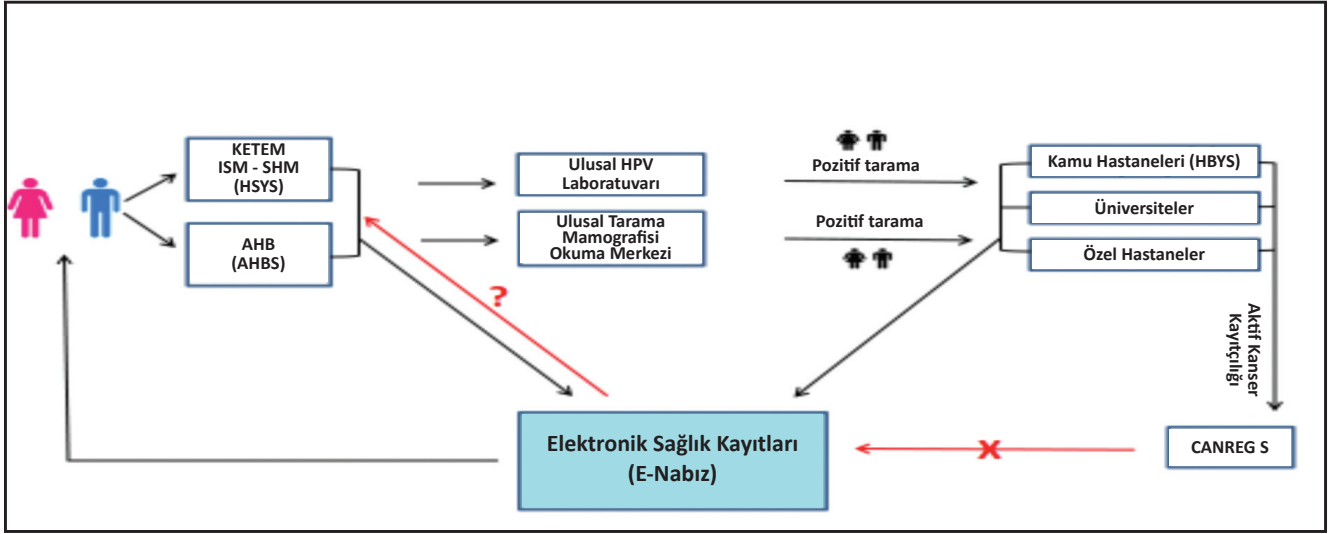 KETEM
ISM - SHM
(HSYS)
AHB
(AHBS)
Ulusal HPV
Laboratuvarı
Ulusal Tarama
Mamografisi
Okuma Merkezi
Pozitif tarama
Pozitif tarama
Kamu Hastaneleri (HBYS)
Üniversiteler
Özel Hastaneler
?
Aktif Kanser
Kayıtçılığı
Elektronik Sağlık Kayıtları
(E-Nabız)
X
CANREG S